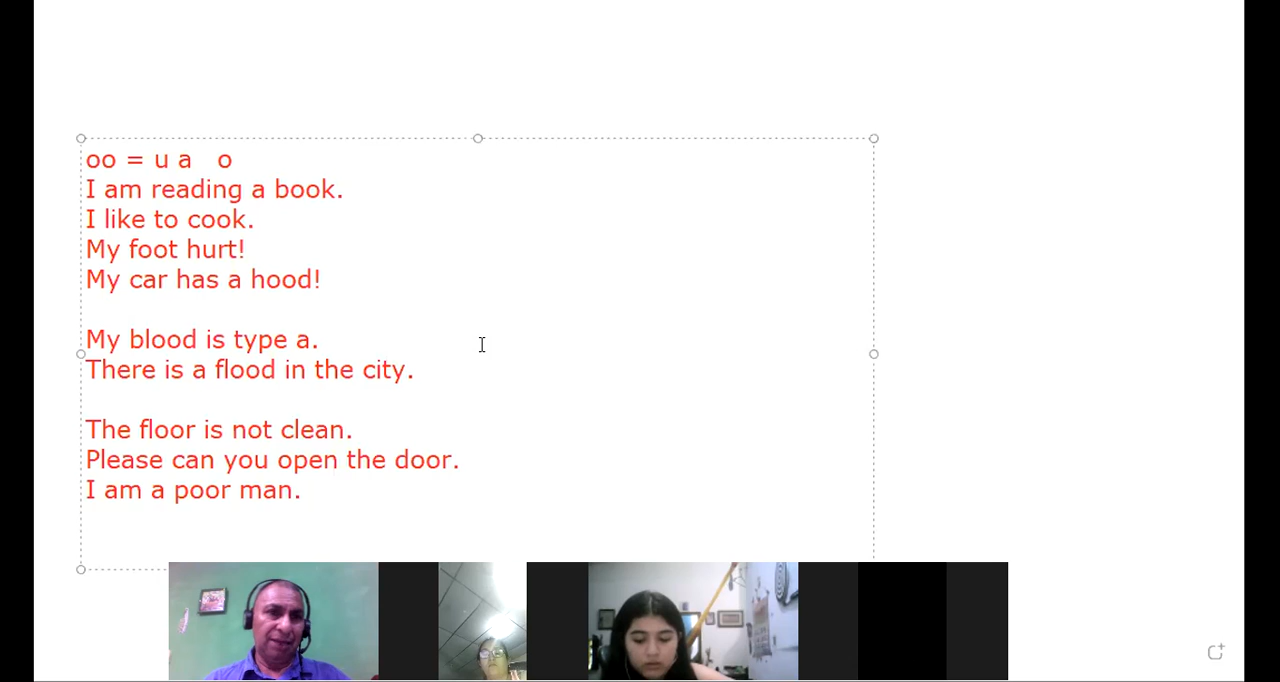 oo = u a o
I am reading a book.
I like to cook.
My foot hurt!
My car has a hood!
My blood is type a.
There is a flood in the city.
The floor is not clean.
Please can you open the door.
I am a poor man.